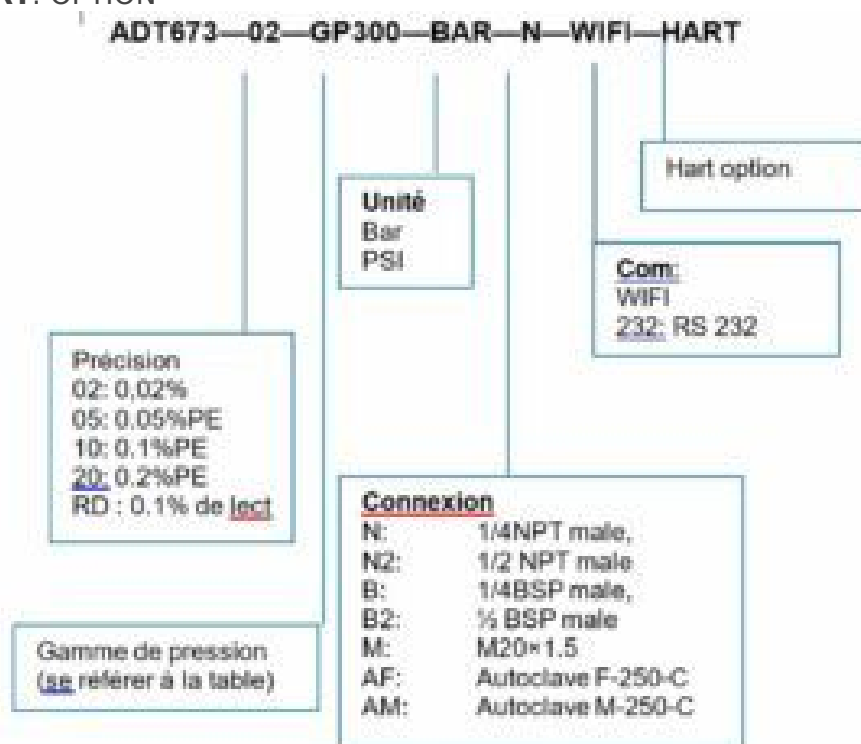 OPTION
ADT673—02—GP300—BAR—N—WIFI—HART
Hart option
Unité
Bar
PSI
Com:
WIFI
232: RS 232
Précision
02: 0,02%
05: 0.05%PE
10: 0.1%PE
20: 0.2%PE
RD : 0.1% de lect
Connexion
N: 1/4NPT male,
N2: 1/2 NPT male
B: 1/4BSP male,
B2: ½ BSP male
M: M20×1.5
AF: Autoclave F-250-C
AM: Autoclave M-250-C
Gamme de pression
(se référer à la table)